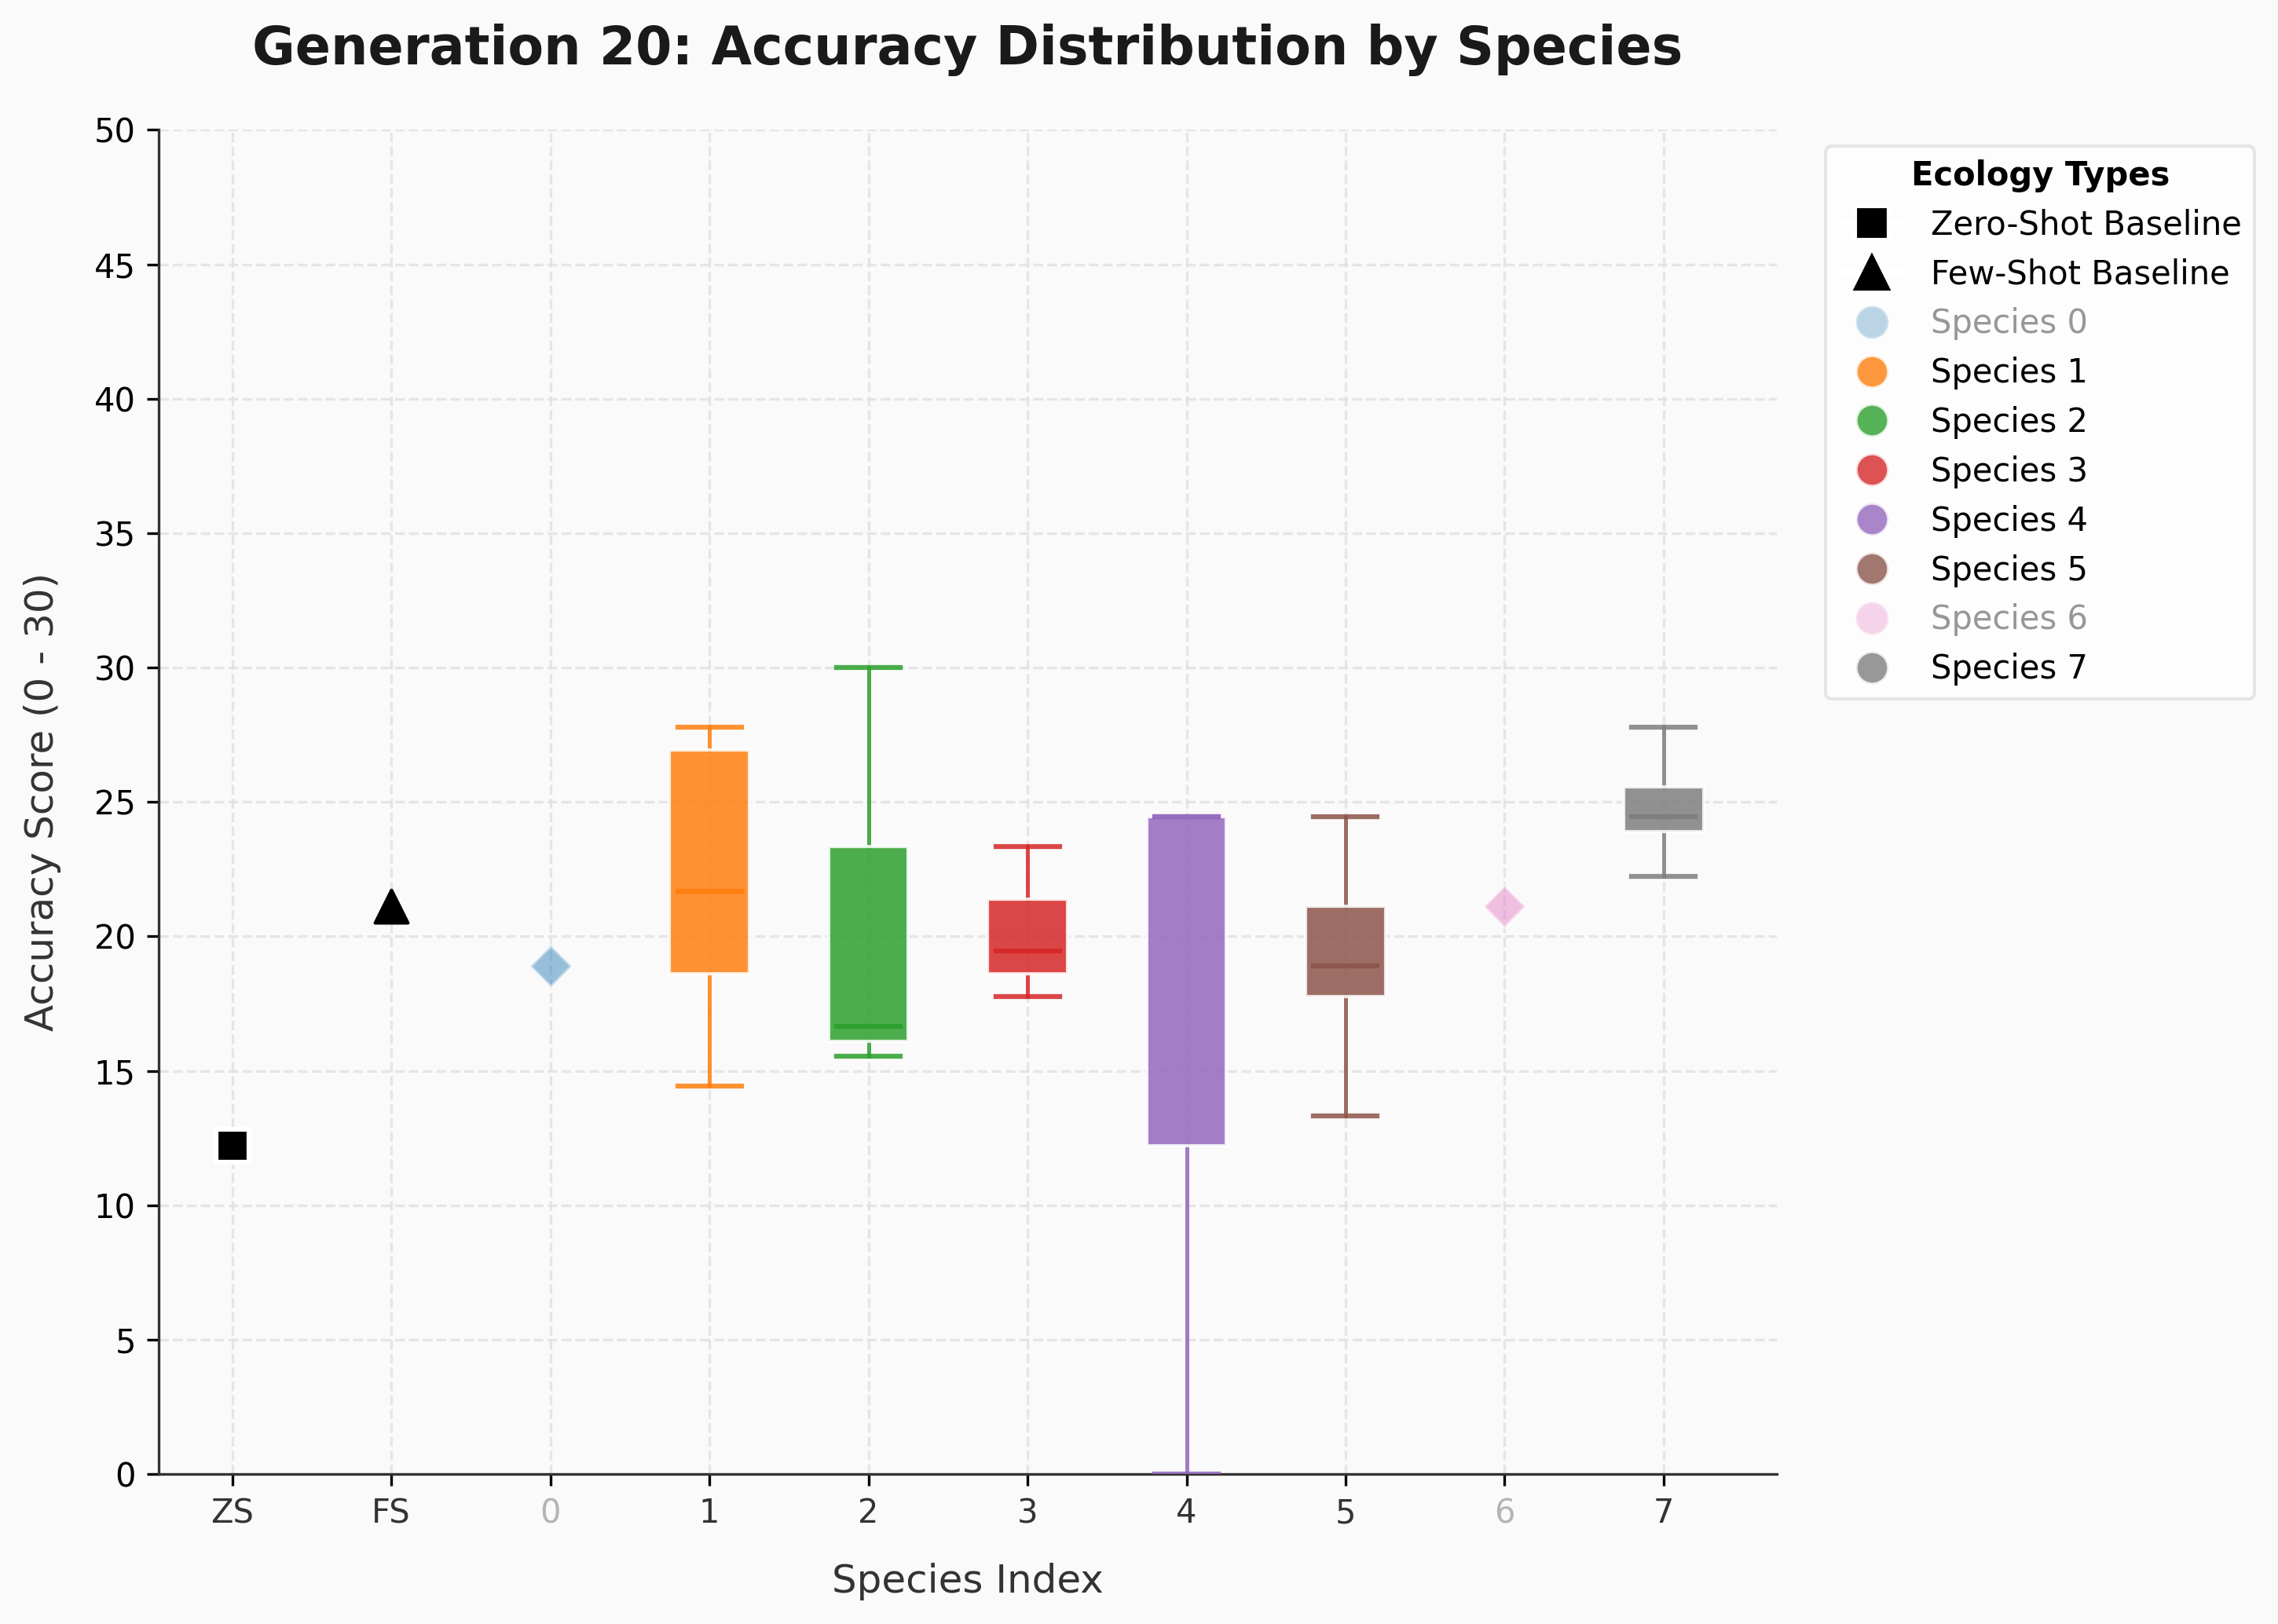 Generation 20: Accuracy Distribution by Species
Accuracy Score (0 - 30)
50
45
40
35
30
25
20
15
10
5
0
ZS FS 0 1 2 3 4 5 6 7
Species Index
Ecology Types
Zero-Shot Baseline
Few-Shot Baseline
Species 0
Species 1
Species 2
Species 3
Species 4
Species 5
Species 6
Species 7